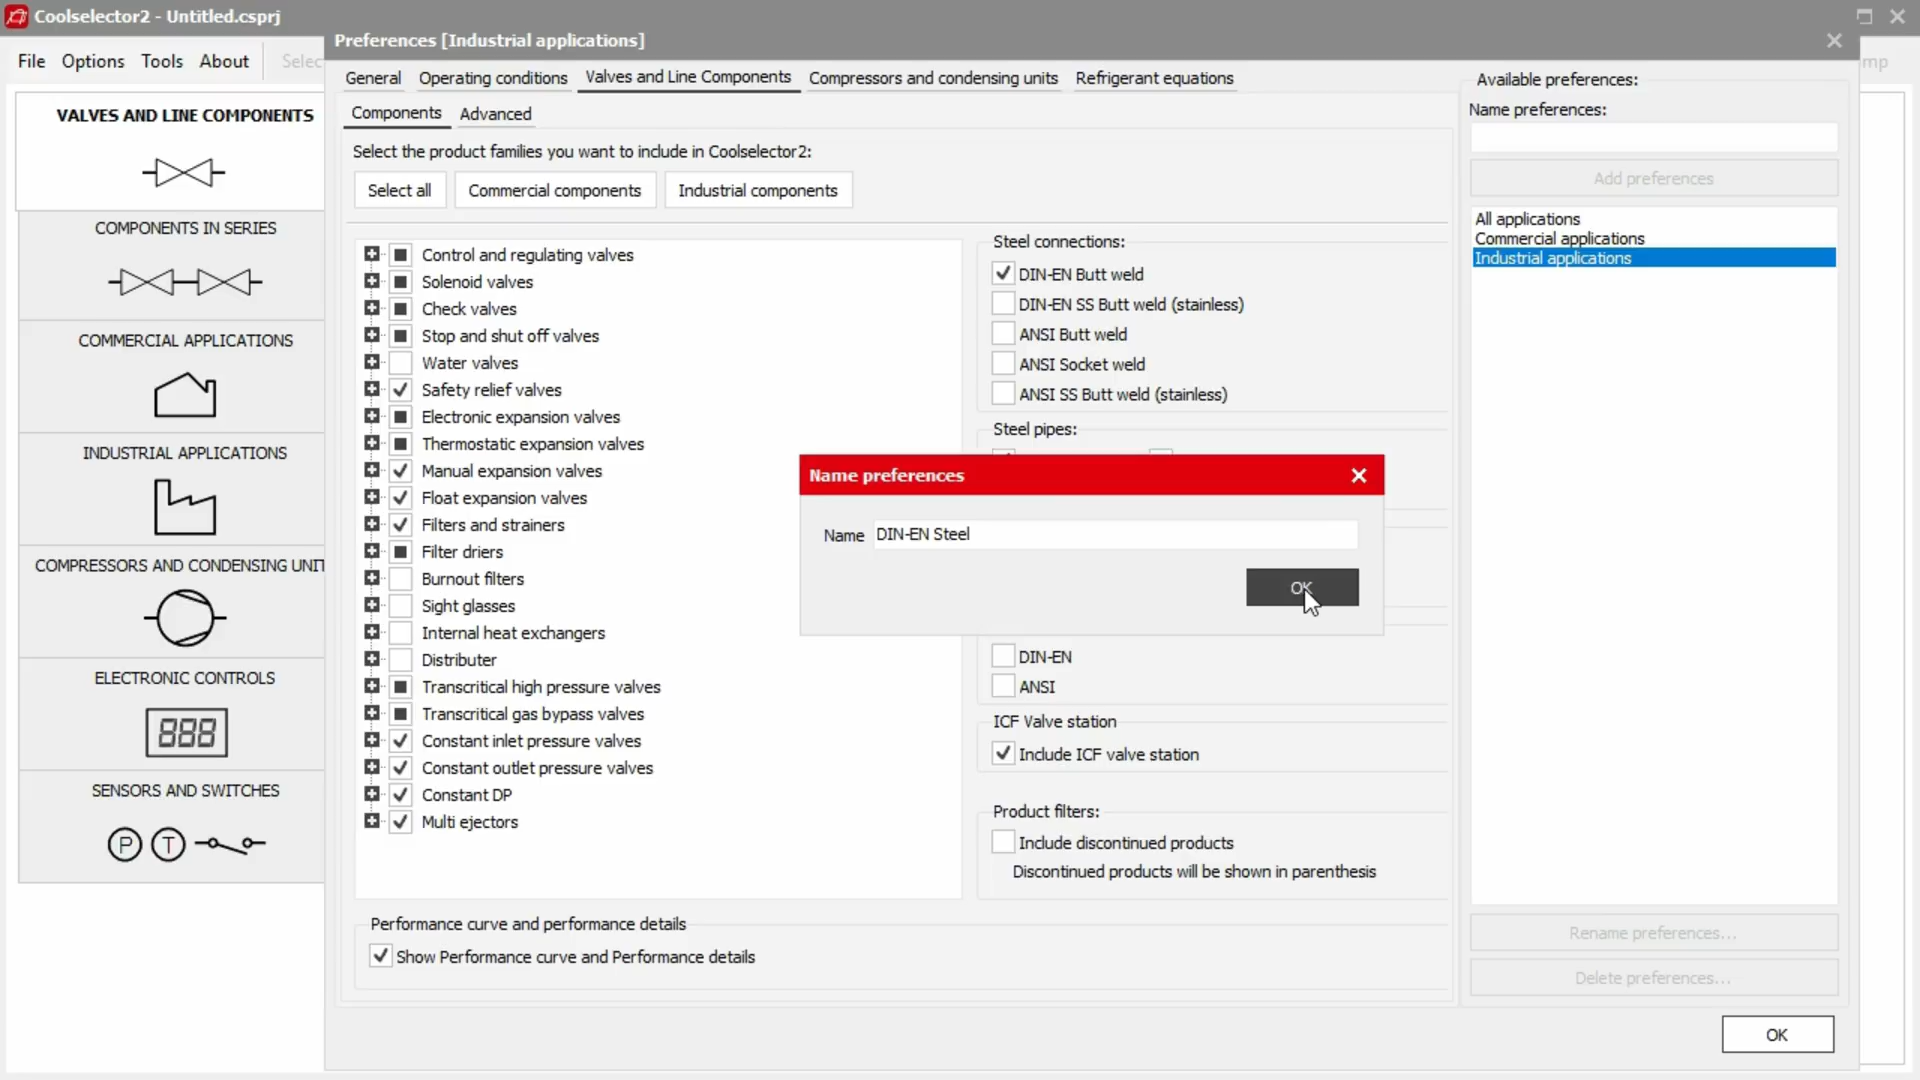 Coolselector2 - Untitled.csprj
Preferences [Industrial applications]
File Options Tools About
General Operating conditions Valves and Line Components Compressors and condensing units Refrigerant equations
Components Advanced
Select the product families you want to include in Coolselector2:
Select all Commercial components Industrial components
VALVES AND LINE COMPONENTS
COMPONENTS IN SERIES
COMMERCIAL APPLICATIONS
INDUSTRIAL APPLICATIONS
COMPRESSORS AND CONDENSING UNIT
ELECTRONIC CONTROLS
888
SENSORS AND SWITCHES
P T
Control and regulating valves
Solenoid valves
Check valves
Stop and shut off valves
Water valves
Safety relief valves
Electronic expansion valves
Thermostatic expansion valves
Manual expansion valves
Float expansion valves
Filters and strainers
Filter driers
Burnout filters
Sight glasses
Internal heat exchangers
Distributer
Transcritical high pressure valves
Transcritical gas bypass valves
Constant inlet pressure valves
Constant outlet pressure valves
Constant DP
Multi ejectors
Performance curve and performance details
Show Performance curve and Performance details
Steel connections:
DIN-EN Butt weld
DIN-EN SS Butt weld (stainless)
ANSI Butt weld
ANSI Socket weld
ANSI SS Butt weld (stainless)
Steel pipes:
Name preferences
Name DIN-EN Steel
OK
DIN-EN
ANSI
ICF Valve station
Include ICF valve station
Product filters:
Include discontinued products
Discontinued products will be shown in parenthesis
Available preferences:
Name preferences:
Add preferences
All applications
Commercial applications
Industrial applications
Rename preferences...
Delete preferences...
OK